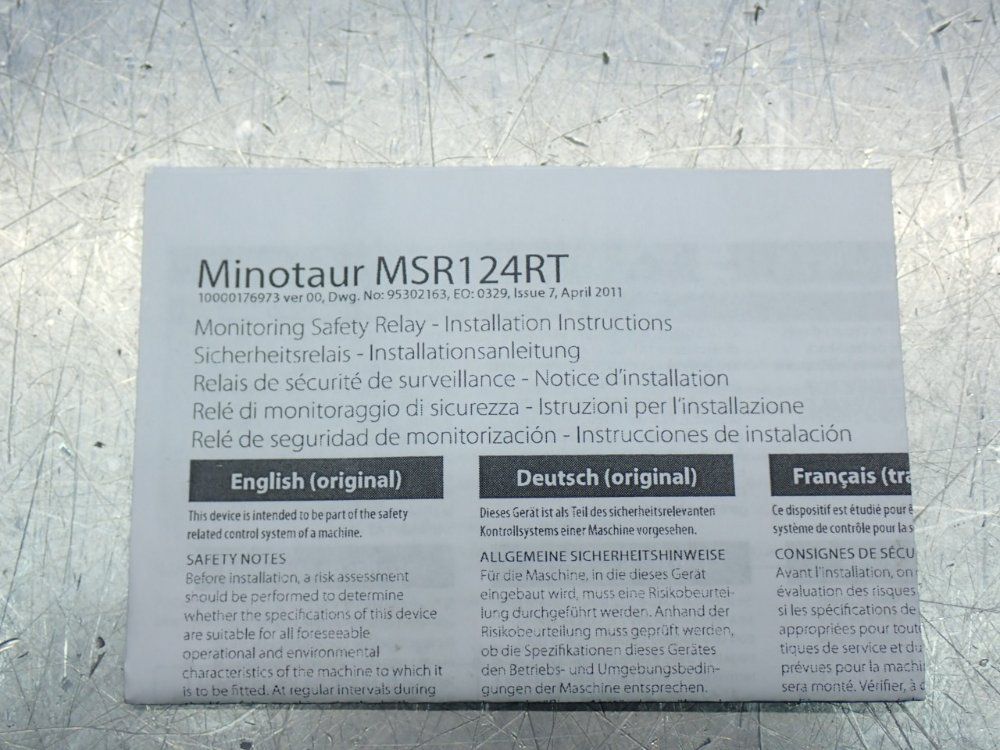 Minotaur MSR124RT
10000176973 ver 00, Dwg. No: 95302163, EO: 0329, Issue 7, April 2011
Monitoring Safety Relay - Installation Instructions
Sicherheitsrelais - Installationsanleitung
Relais de sécurité de surveillance - Notice d'installation
Relé di monitoraggio di sicurezza - Istruzioni per l'installazione
Relé de seguridad de monitorización - Instrucciones de instalación
English (original)
This device is intended to be part of the safety
related control system of a machine.
SAFETY NOTES
Before installation, a risk assessment
should be performed to determine
whether the specifications of this device
are suitable for all foreseeable
operational and environmental
characteristics of the machine to which it
is to be fitted. At regular intervals during
Deutsch (original)
Dieses Gerät ist als Teil des sicherheitsrelevanten
Kontrollsystems einer Maschine vorgesehen.
ALLGEMEINE SICHERHEITSHINWEISE
Für die Maschine, in die dieses Gerät
eingebaut wird, muss eine Risikobeurtei-
lung durchgeführt werden. Anhand der
Risikobeurteilung muss geprüft werden,
ob die Spezifikationen dieses Gerätes
den Betriebs- und Umgebungsbedin-
gungen der Maschine entsprechen.
Français (tra
Ce dispositif est étudié pour ê
système de contrôle pour la s
CONSIGNES DE SÉCU
Avant l'installation, on
évaluation des risques
si les spécifications de
appropriées pour toute
tiques de service et du
prévues pour la machi
sera monté. Vérifier, à